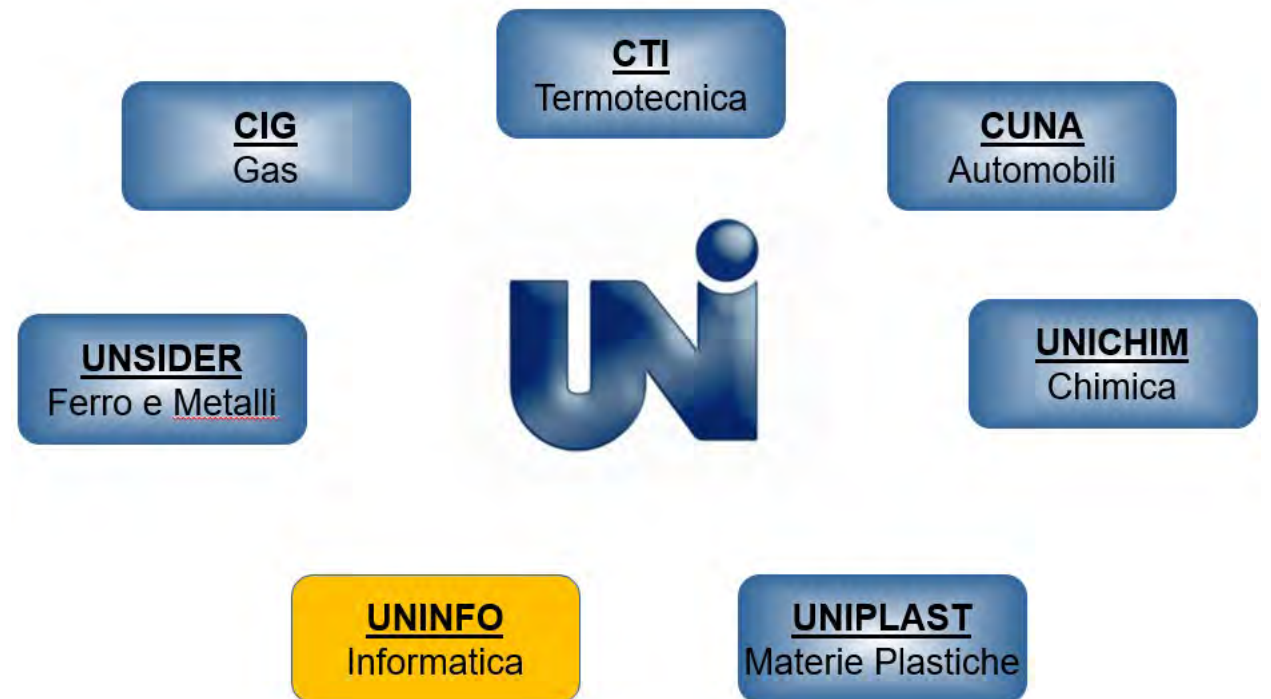 CTI
Termotecnica
CIG
Gas
CUNA
Automobili
UNI
UNSIDER
Ferro e Metalli
UNICHIM
Chimica
UNINFO
Informatica
UNIPLAST
Materie Plastiche